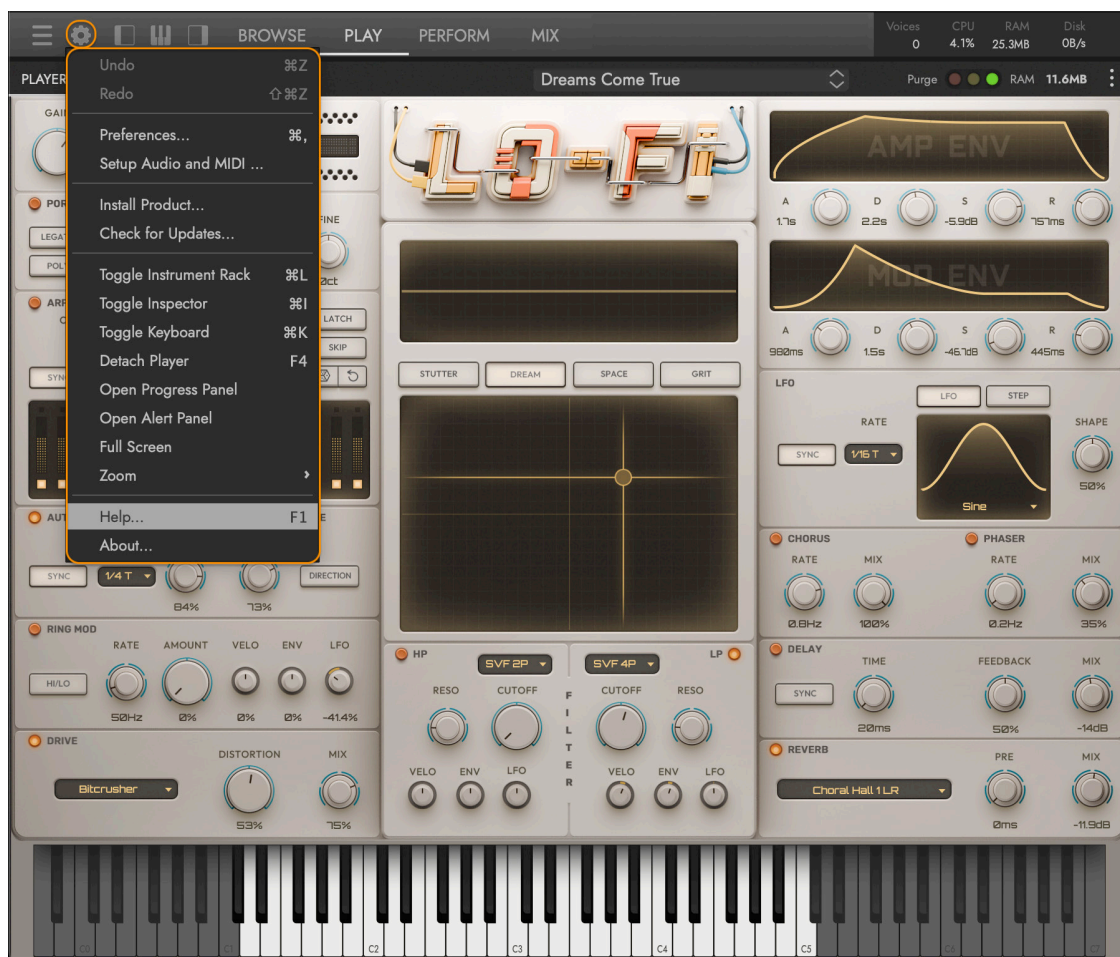 BROWSE PLAY PERFORM MIX
Voices CPU RAM Disk
0 4.1% 25.3MB 0B/s
PLAYER Dreams Come True Purge RAM 11.6MB
Undo ⌘Z
Redo ⇧⌘Z
Preferences... ⌘,
Setup Audio and MIDI ...
Install Product...
Check for Updates...
Toggle Instrument Rack ⌘L
Toggle Inspector ⌘I
Toggle Keyboard ⌘K
Detach Player F4
Open Progress Panel
Open Alert Panel
Full Screen
Zoom ›
Help... F1
About...
LATCH
SKIP
SYNC 1/4 T DIRECTION
84% 73%
RING MOD
RATE AMOUNT VELO ENV LFO
HI/LO
50Hz 0% 0% 0% -41.4%
DRIVE
DISTORTION MIX
Bitcrusher
53% 75%
LO-FI
STUTTER DREAM SPACE GRIT
HP SVF 2P SVF 4P LP
RESO CUTOFF CUTOFF RESO
FILTER
VELO ENV LFO VELO ENV LFO
AMP ENV
A D S R
1.7s 2.2s -5.9dB 757ms
MOD ENV
A D S R
980ms 1.5s -46.7dB 445ms
LFO
LFO STEP
RATE SHAPE
SYNC 1/16 T
50%
Sine
CHORUS PHASER
RATE MIX RATE MIX
0.8Hz 100% 0.2Hz 35%
DELAY
TIME FEEDBACK MIX
SYNC
20ms 50% -14dB
REVERB
PRE MIX
Choral Hall 1 LR
0ms -11.9dB
C0 C1 C2 C3 C4 C5 C6 C7